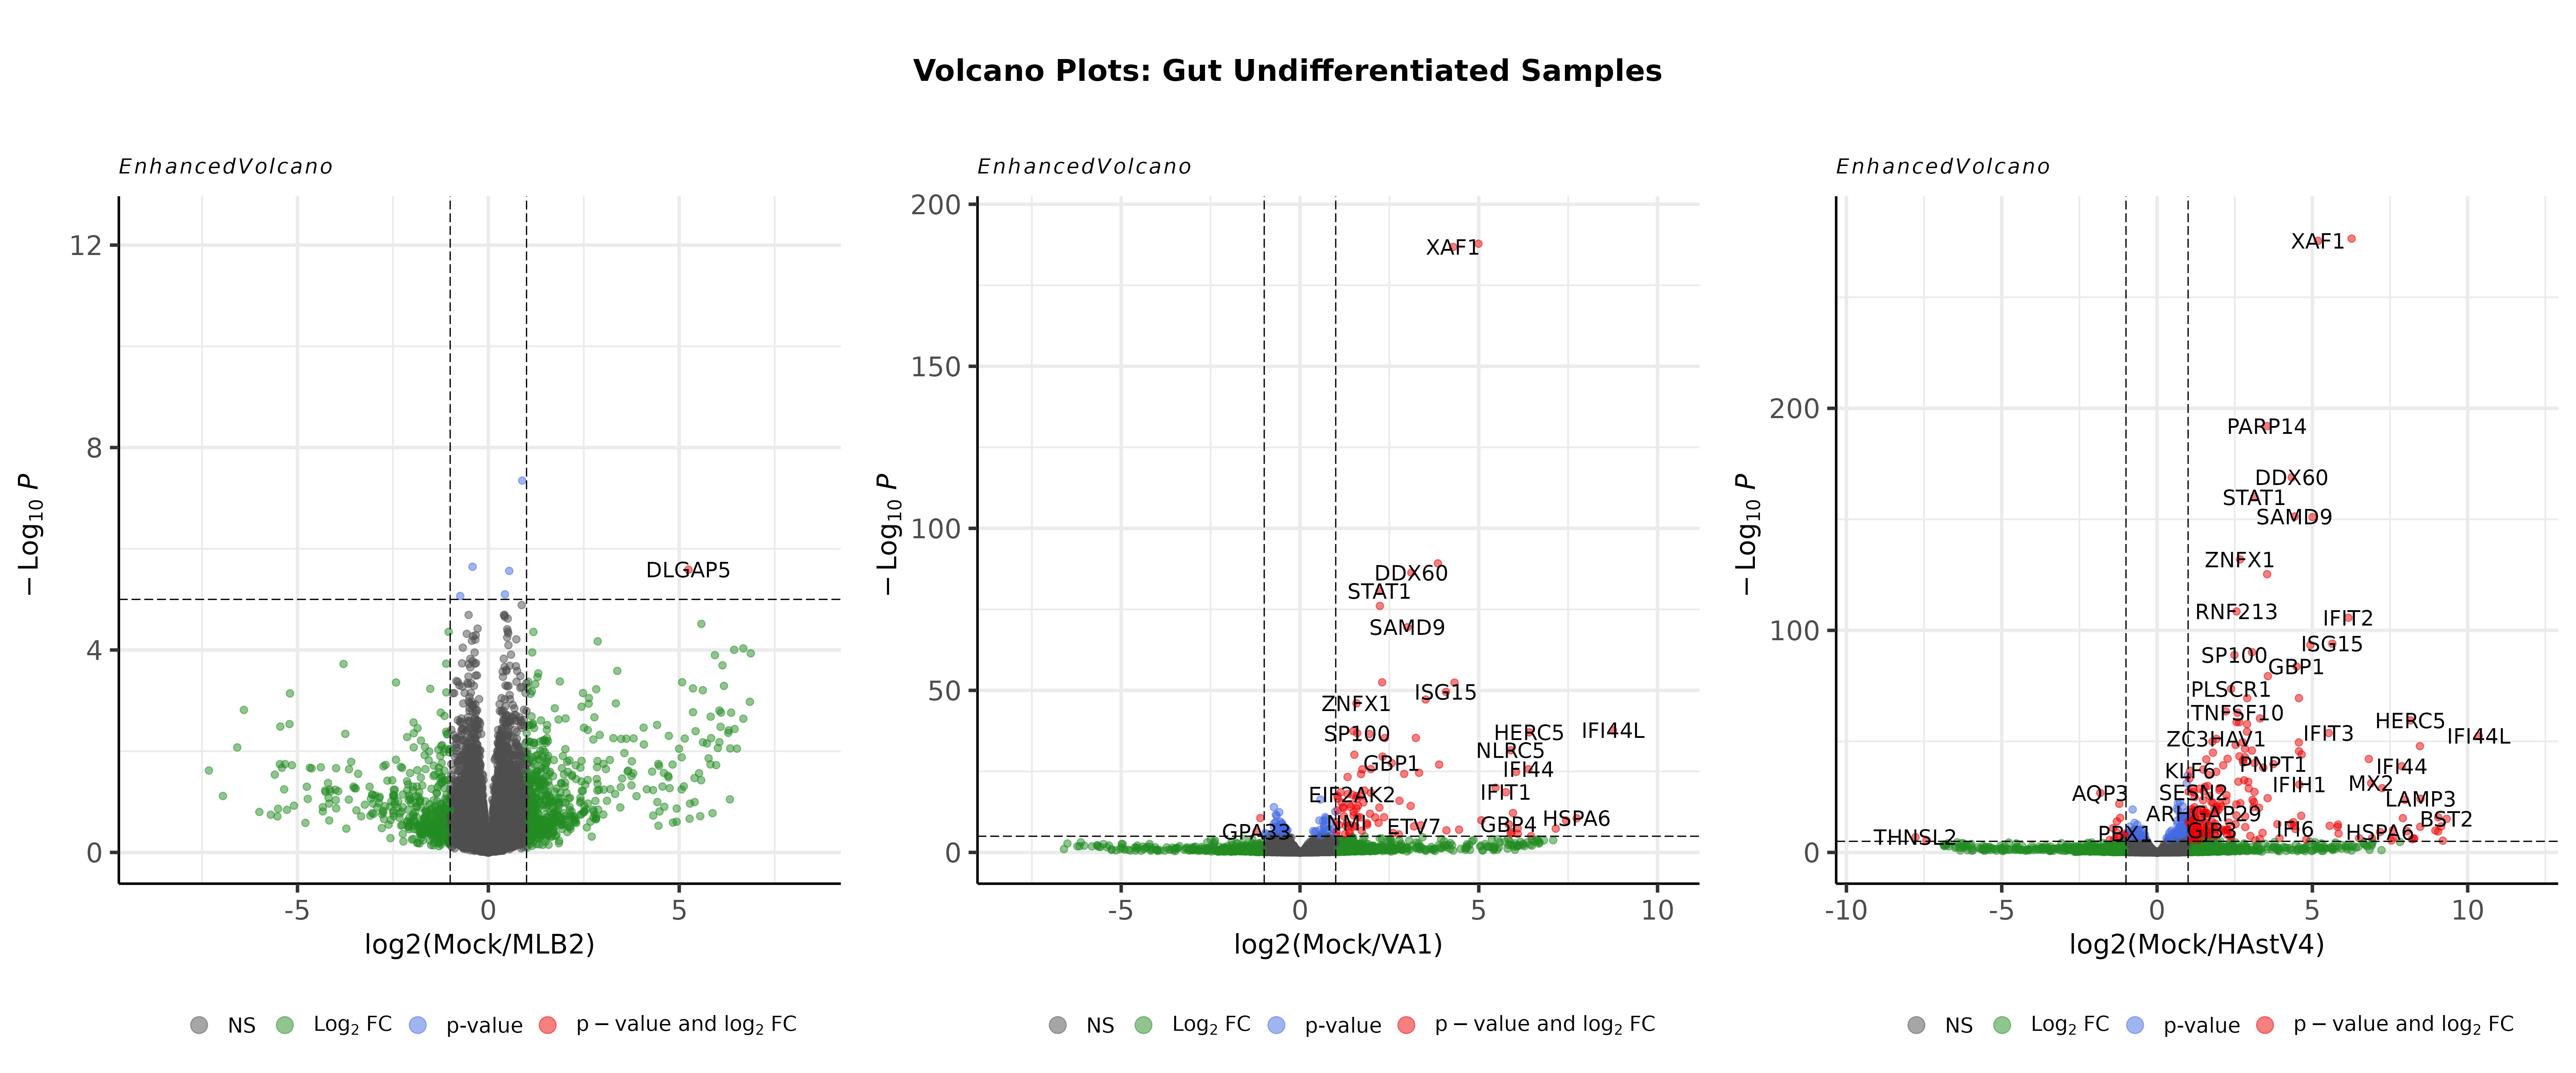 Volcano Plots: Gut Undifferentiated Samples
EnhancedVolcano
12
8
4
0
− Log10 P
DLGAP5
-5
0
5
log2(Mock/MLB2)
NS
Log2 FC
p-value
p − value and log2 FC
EnhancedVolcano
200
150
100
50
0
− Log10 P
XAF1
DDX60
STAT1
SAMD9
ISG15
ZNFX1
IFI44L
HERC5
SP100
NLRC5
GBP1
IFI44
IFIT1
EIF2AK2
HSPA6
NMI
ETV7
GBP4
GPA33
-5
0
5
10
log2(Mock/VA1)
NS
Log2 FC
p-value
p − value and log2 FC
EnhancedVolcano
200
100
0
− Log10 P
XAF1
PARP14
DDX60
STAT1
SAMD9
ZNFX1
RNF213
IFIT2
ISG15
SP100
GBP1
PLSCR1
TNFSF10
HERC5
IFIT3
IFI44L
ZC3HAV1
PNPT1
IFI44
KLF6
IFIH1
MX2
AQP3
SESN2
LAMP3
ARHGAP29
BST2
PBX1
GJB3
IFI6
HSPA6
THNSL2
-10
-5
0
5
10
log2(Mock/HAstV4)
NS
Log2 FC
p-value
p − value and log2 FC